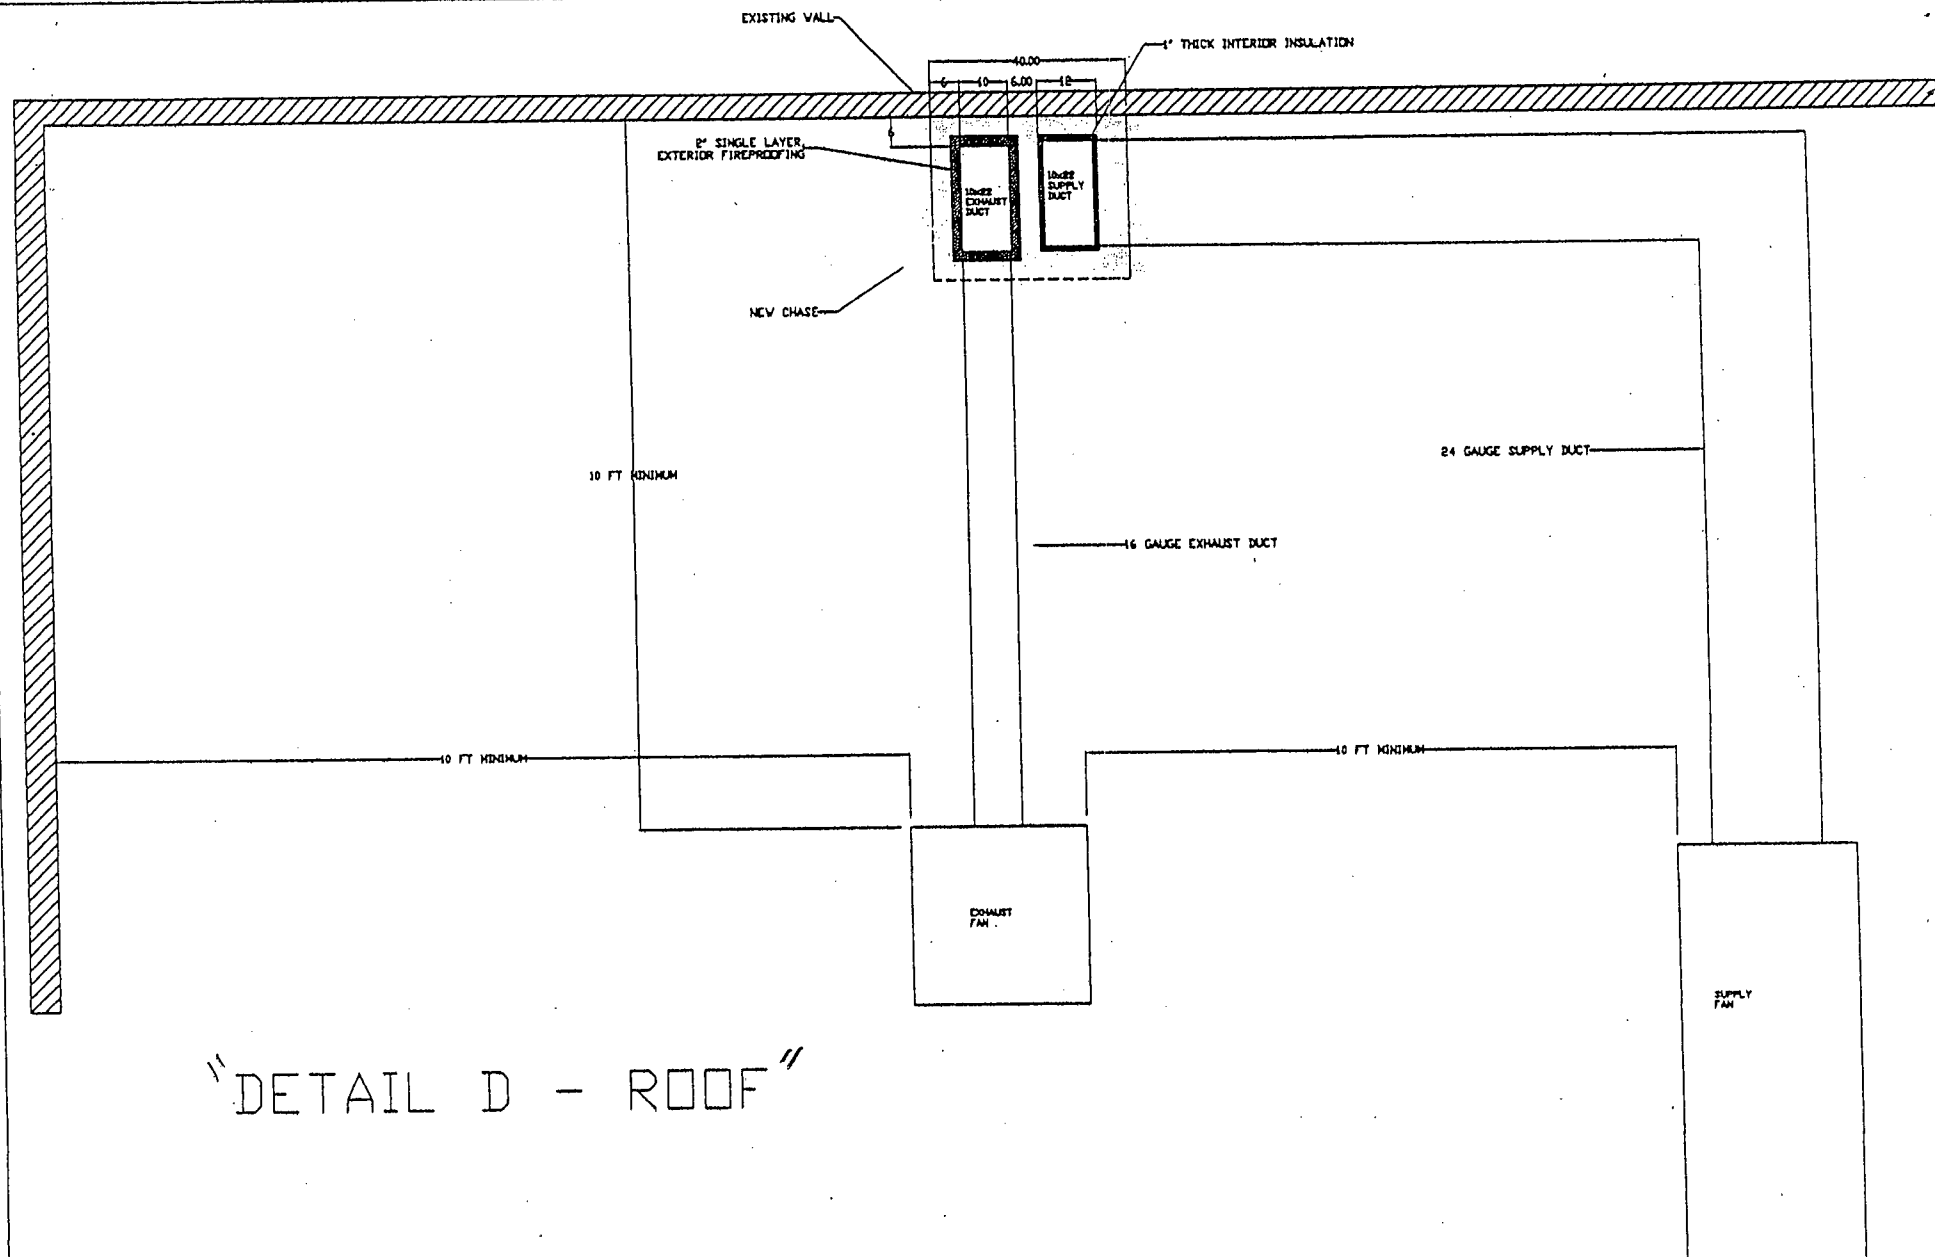 EXISTING WALL
1" THICK INTERIOR INSULATION
40.00
6 10 6.00 12
6
2" SINGLE LAYER,
EXTERIOR FIREPROOFING
10x22
EXHAUST
DUCT
10x22
SUPPLY
DUCT
NEW CHASE
10 FT MINIMUM
24 GAUGE SUPPLY DUCT
16 GAUGE EXHAUST DUCT
10 FT MINIMUM
10 FT MINIMUM
EXHAUST
FAN
SUPPLY
FAN
"DETAIL D - ROOF"